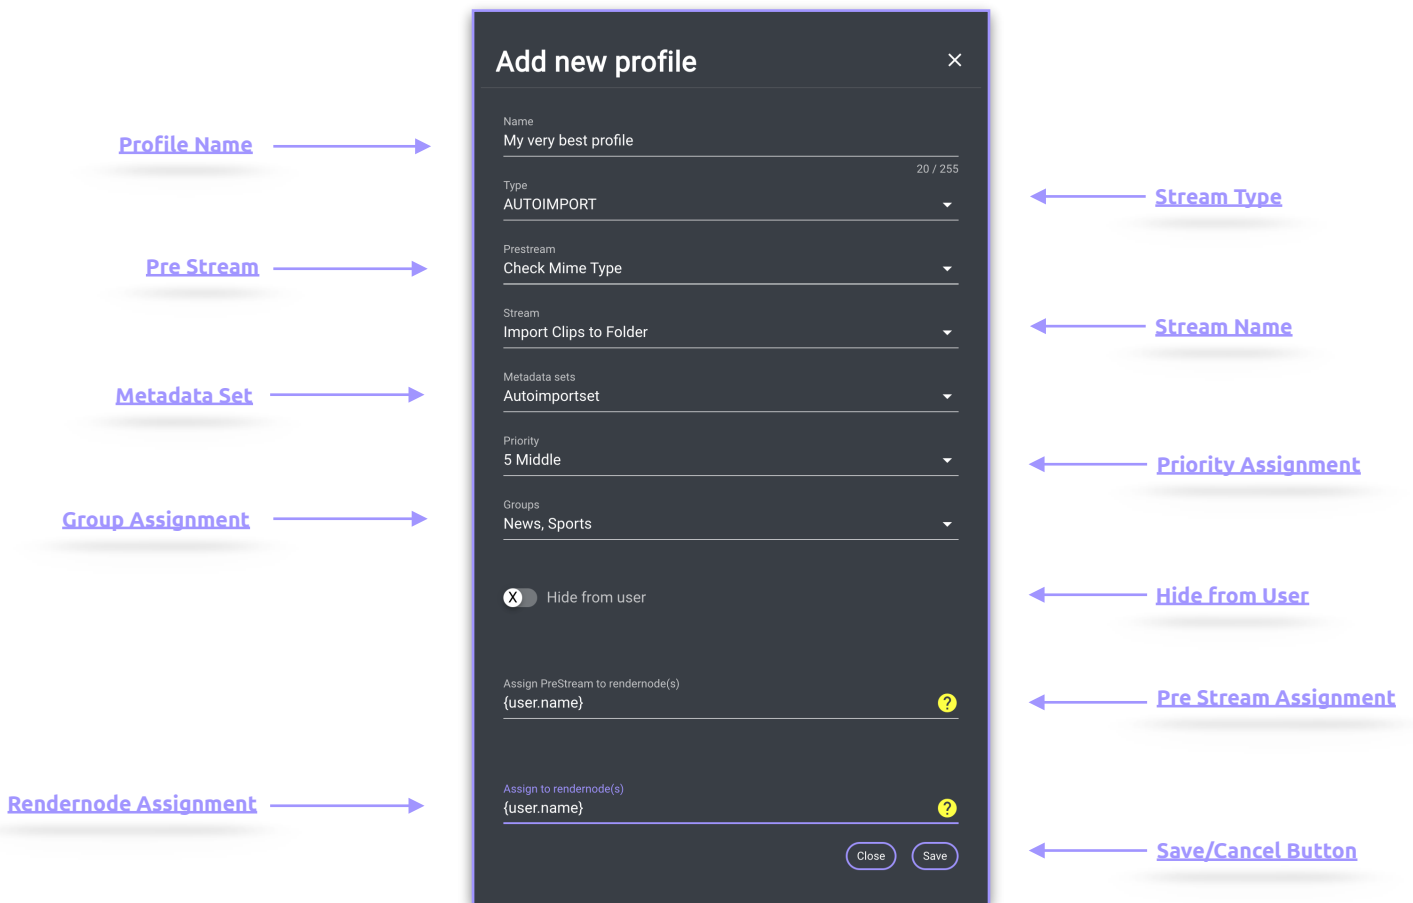 Add new profile
Profile Name
Name
My very best profile
20 / 255
Type
AUTOIMPORT
Stream Type
Pre Stream
Prestream
Check Mime Type
Stream
Import Clips to Folder
Stream Name
Metadata Set
Metadata sets
Autoimportset
Priority
5 Middle
Priority Assignment
Group Assignment
Groups
News, Sports
X Hide from user
Hide from User
Assign PreStream to rendernode(s)
{user.name} ?
Pre Stream Assignment
Rendernode Assignment
Assign to rendernode(s)
{user.name} ?
Close Save
Save/Cancel Button